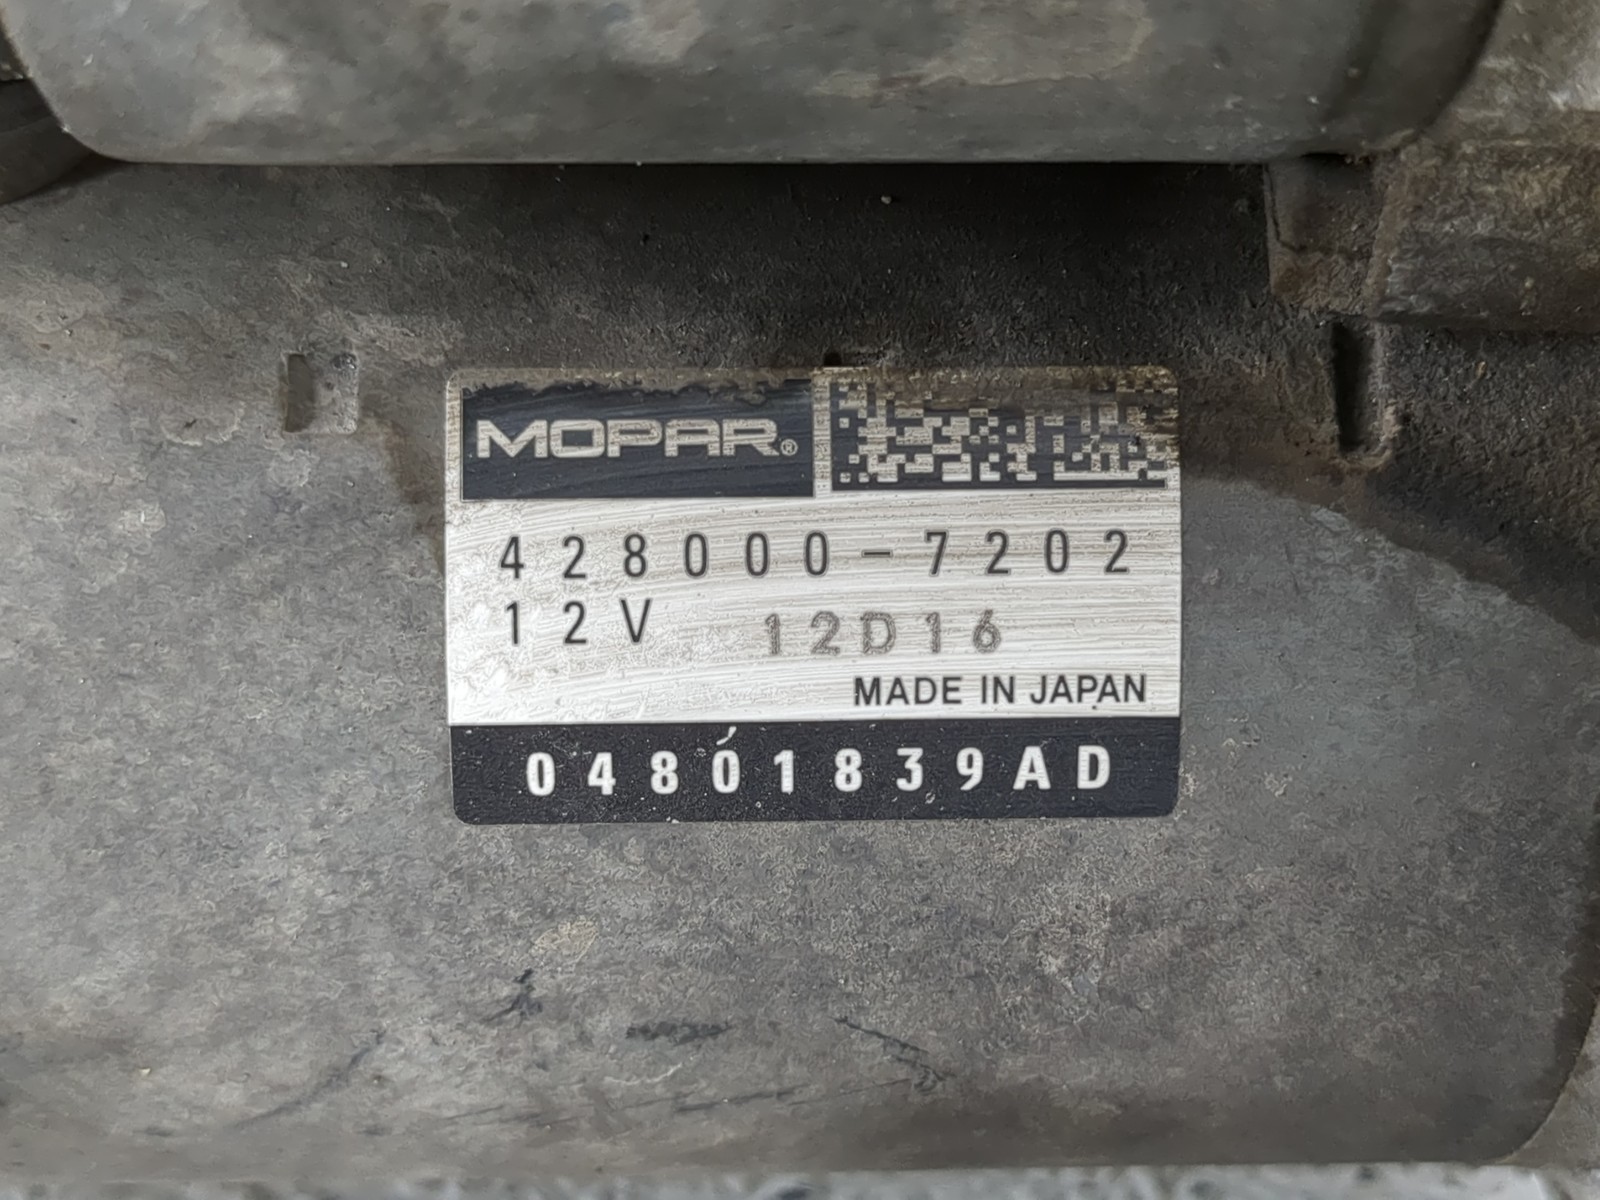 MOPAR®
428000-7202
12V 12D16
MADE IN JAPAN
04801839AD